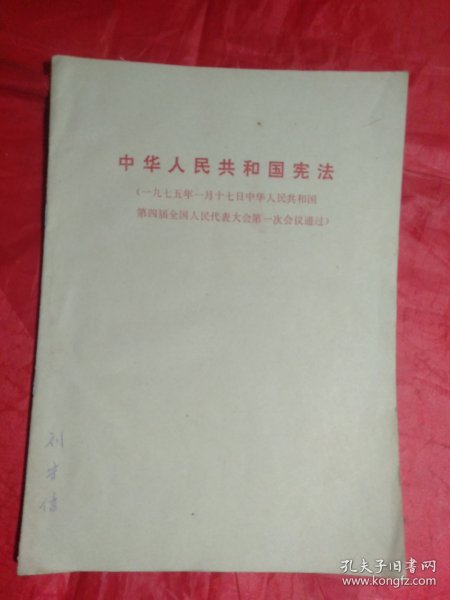 中华人民共和国宪法
（一九七五年一月十七日中华人民共和国
第四届全国人民代表大会第一次会议通过）
孔夫子旧书网
www.kongfz.com